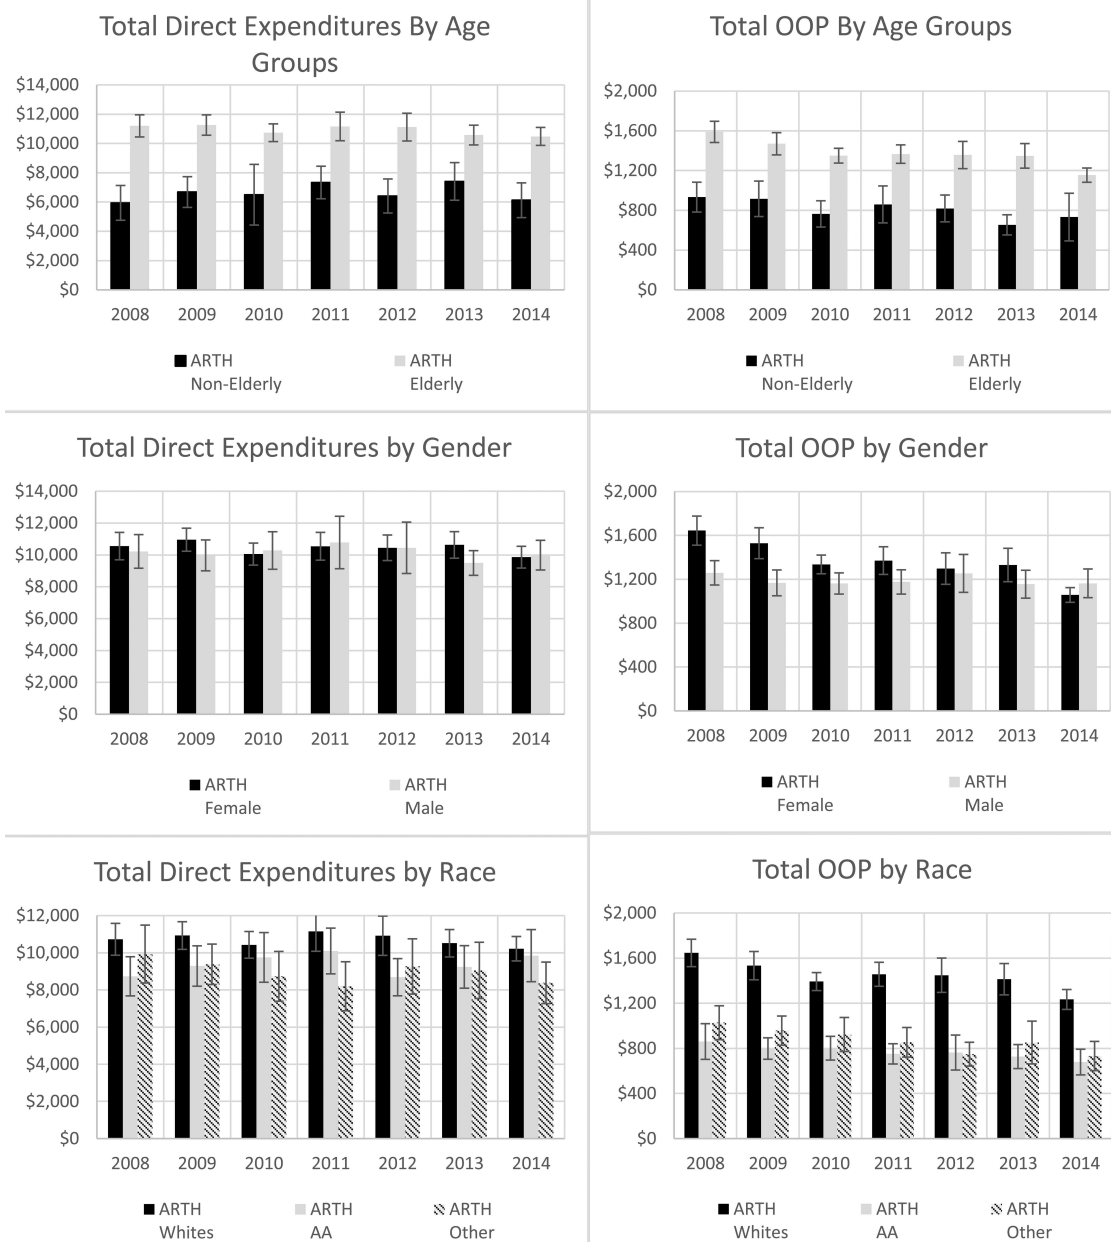 Total Direct Expenditures By Age
Groups
$14,000
$12,000
$10,000
$8,000
$6,000
$4,000
$2,000
$0
2008 2009 2010 2011 2012 2013 2014
ARTH ARTH
Non-Elderly Elderly
Total OOP By Age Groups
$2,000
$1,600
$1,200
$800
$400
$0
2008 2009 2010 2011 2012 2013 2014
ARTH ARTH
Non-Elderly Elderly
Total Direct Expenditures by Gender
$14,000
$12,000
$10,000
$8,000
$6,000
$4,000
$2,000
$0
2008 2009 2010 2011 2012 2013 2014
ARTH ARTH
Female Male
Total OOP by Gender
$2,000
$1,600
$1,200
$800
$400
$0
2008 2009 2010 2011 2012 2013 2014
ARTH ARTH
Female Male
Total Direct Expenditures by Race
$12,000
$10,000
$8,000
$6,000
$4,000
$2,000
$0
2008 2009 2010 2011 2012 2013 2014
ARTH ARTH ARTH
Whites AA Other
Total OOP by Race
$2,000
$1,600
$1,200
$800
$400
$0
2008 2009 2010 2011 2012 2013 2014
ARTH ARTH ARTH
Whites AA Other